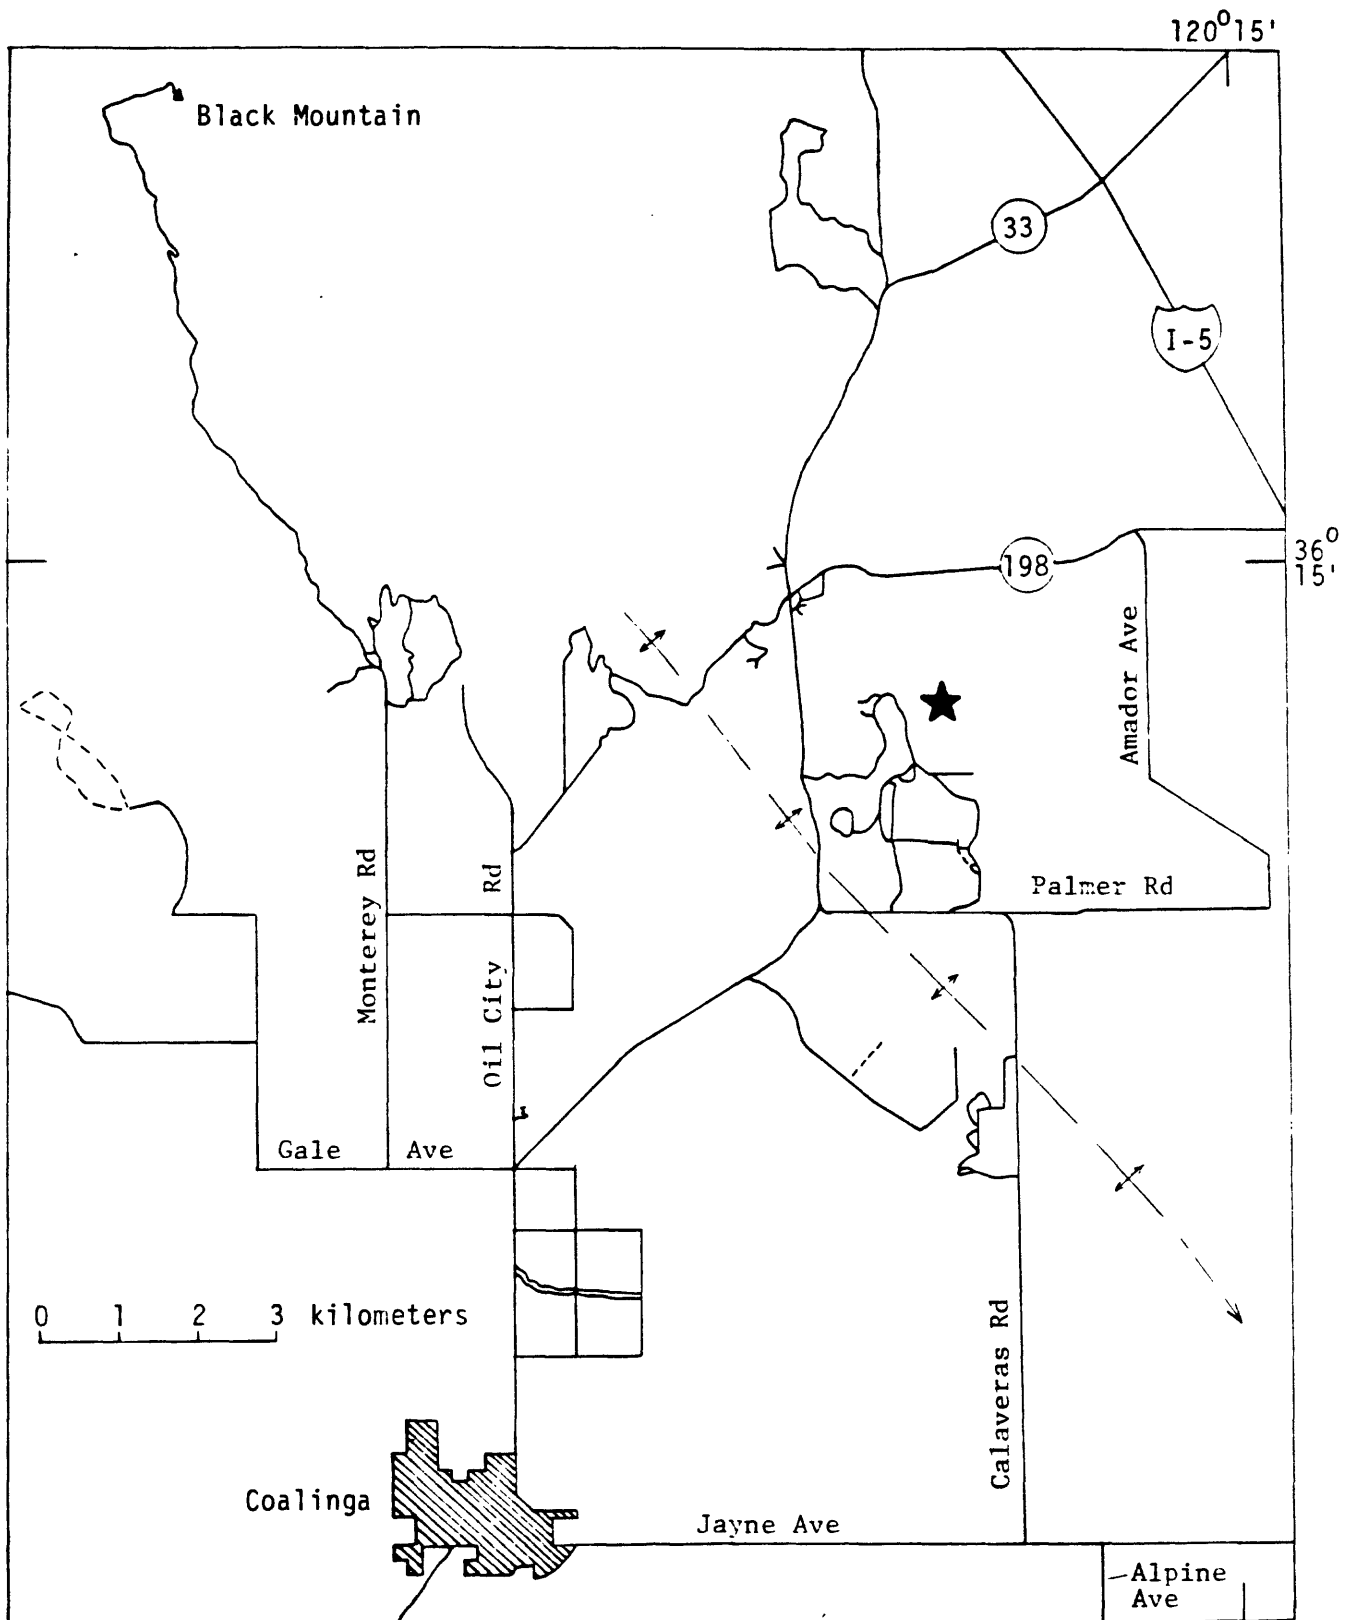 120°15'
Black Mountain
33
I-5
36°
15'
198
Amador Ave
Palmer Rd
Monterey Rd
Oil City Rd
Gale Ave
0 1 2 3 kilometers
Calaveras Rd
Coalinga
Jayne Ave
Alpine
Ave